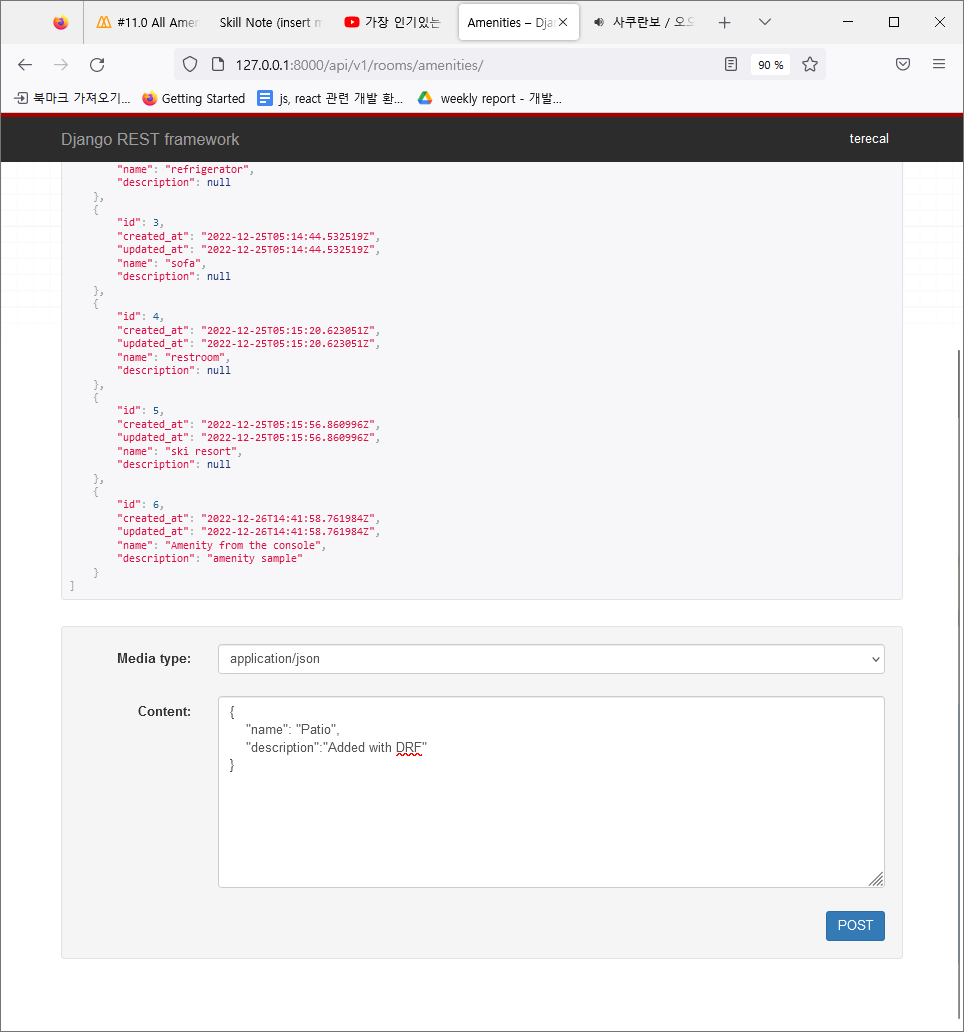 #11.0 All Amen
Skill Note (insert m
가장 인기있는
Amenities – Dja
사쿠란보 / 오오
127.0.0.1:8000/api/v1/rooms/amenities/
90 %
북마크 가져오기...
Getting Started
js, react 관련 개발 환...
weekly report - 개발...
Django REST framework
terecal
"name": "refrigerator",
"description": null
},
{
"id": 3,
"created_at": "2022-12-25T05:14:44.532519Z",
"updated_at": "2022-12-25T05:14:44.532519Z",
"name": "sofa",
"description": null
},
{
"id": 4,
"created_at": "2022-12-25T05:15:20.623051Z",
"updated_at": "2022-12-25T05:15:20.623051Z",
"name": "restroom",
"description": null
},
{
"id": 5,
"created_at": "2022-12-25T05:15:56.860996Z",
"updated_at": "2022-12-25T05:15:56.860996Z",
"name": "ski resort",
"description": null
},
{
"id": 6,
"created_at": "2022-12-26T14:41:58.761984Z",
"updated_at": "2022-12-26T14:41:58.761984Z",
"name": "Amenity from the console",
"description": "amenity sample"
}
]
Media type:
application/json
Content:
{
"name": "Patio",
"description":"Added with DRF"
}
POST